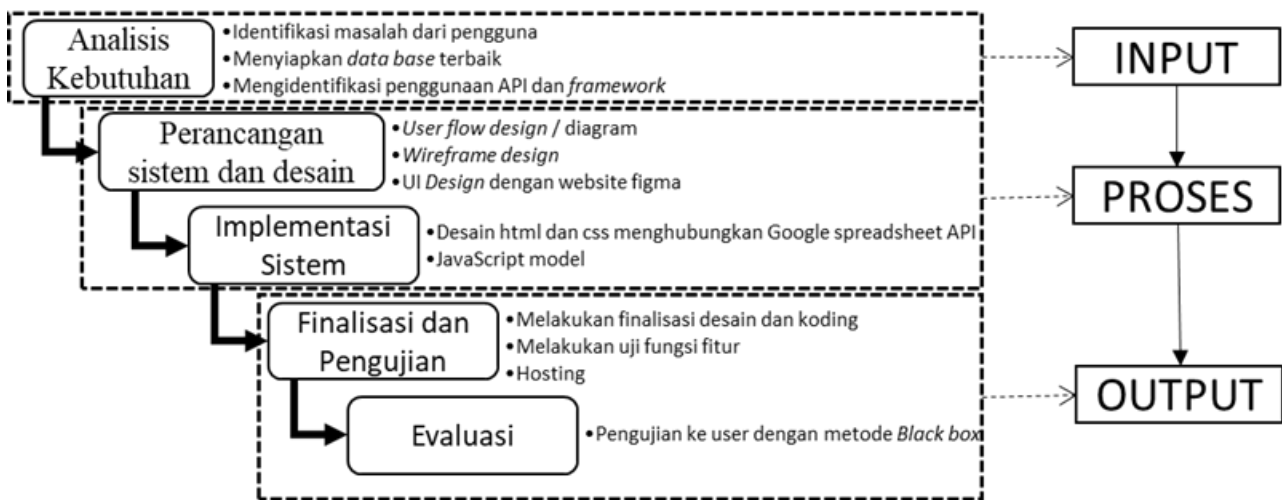 Analisis
Kebutuhan
•Identifikasi masalah dari pengguna
•Menyiapkan data base terbaik
•Mengidentifikasi penggunaan API dan framework
INPUT
Perancangan
sistem dan desain
•User flow design / diagram
•Wireframe design
•UI Design dengan website figma
PROSES
Implementasi
Sistem
•Desain html dan css menghubungkan Google spreadsheet API
•JavaScript model
Finalisasi dan
Pengujian
•Melakukan finalisasi desain dan koding
•Melakukan uji fungsi fitur
•Hosting
OUTPUT
Evaluasi
•Pengujian ke user dengan metode Black box